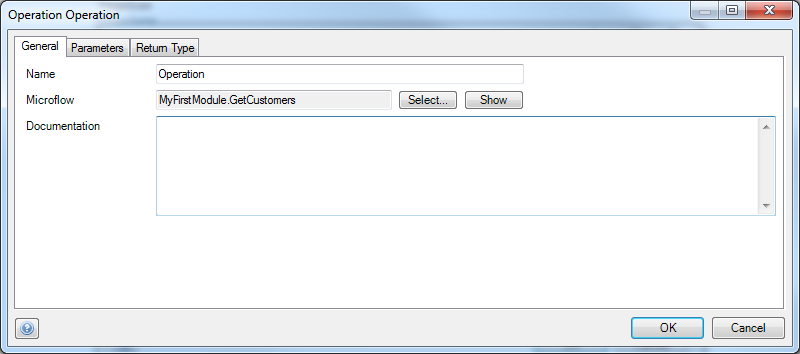 Operation Operation
General Parameters Return Type
Name Operation
Microflow MyFirstModule.GetCustomers Select... Show
Documentation
OK Cancel